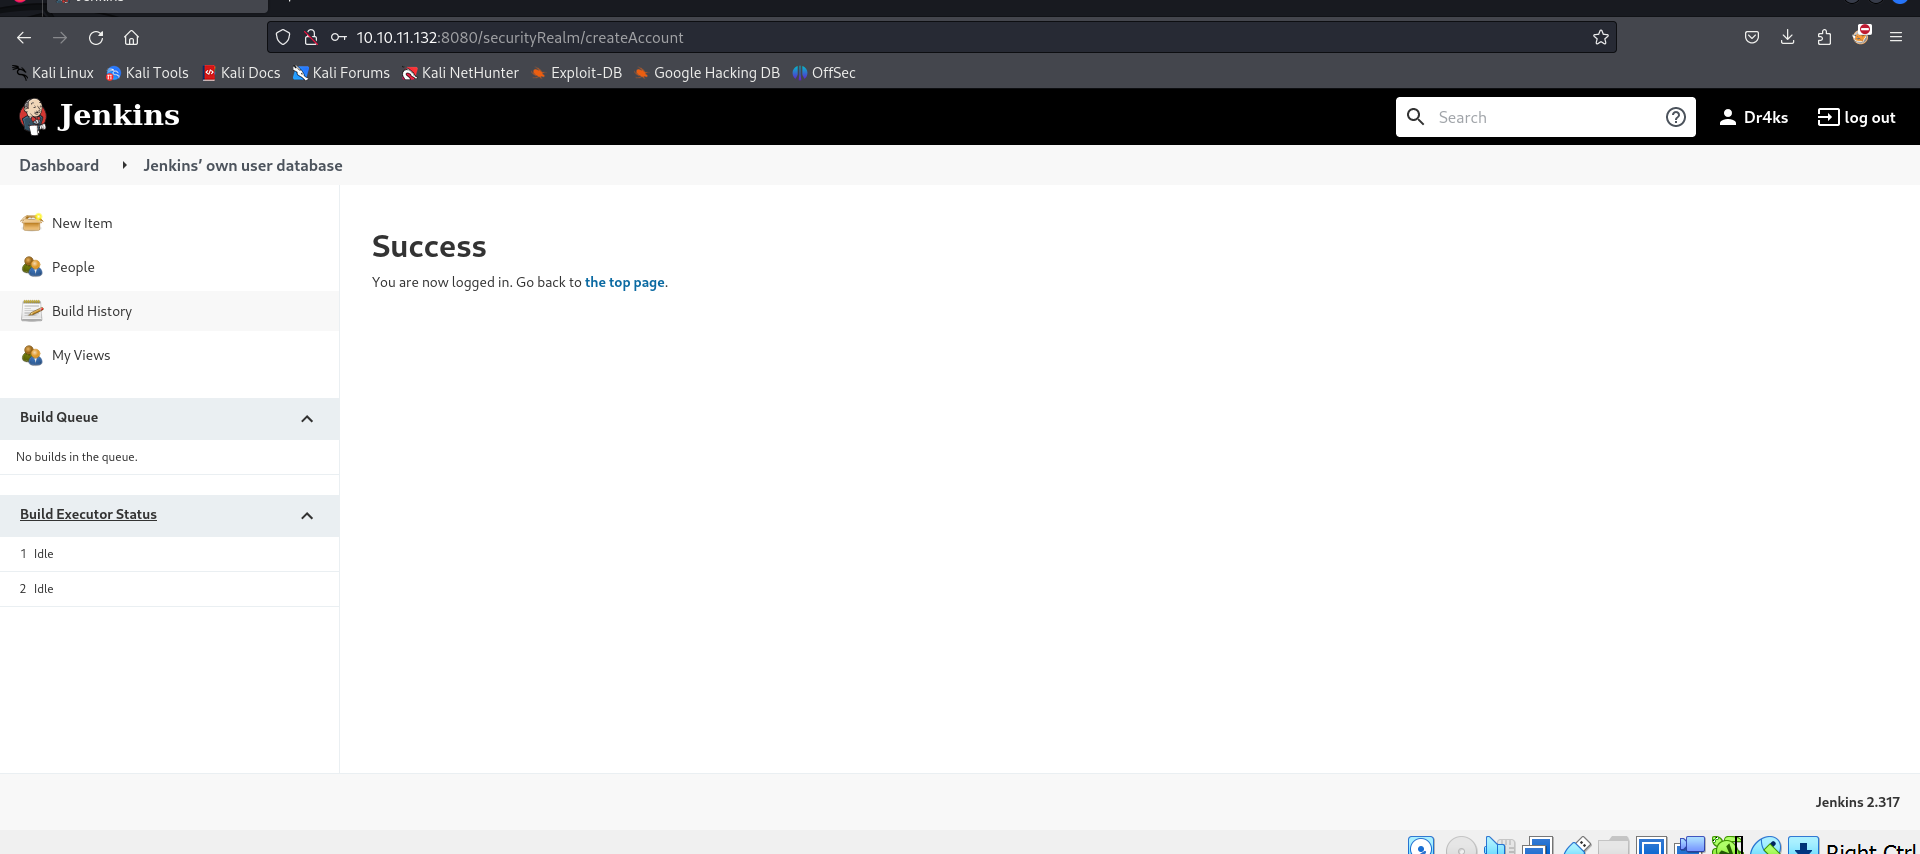 10.10.11.132:8080/securityRealm/createAccount
Kali Linux Kali Tools Kali Docs Kali Forums Kali NetHunter Exploit-DB Google Hacking DB OffSec
Jenkins
Search
Dr4ks
log out
Dashboard
Jenkins’ own user database
New Item
People
Build History
My Views
Build Queue
No builds in the queue.
Build Executor Status
1 Idle
2 Idle
Success
You are now logged in. Go back to the top page.
Jenkins 2.317
Right Ctrl